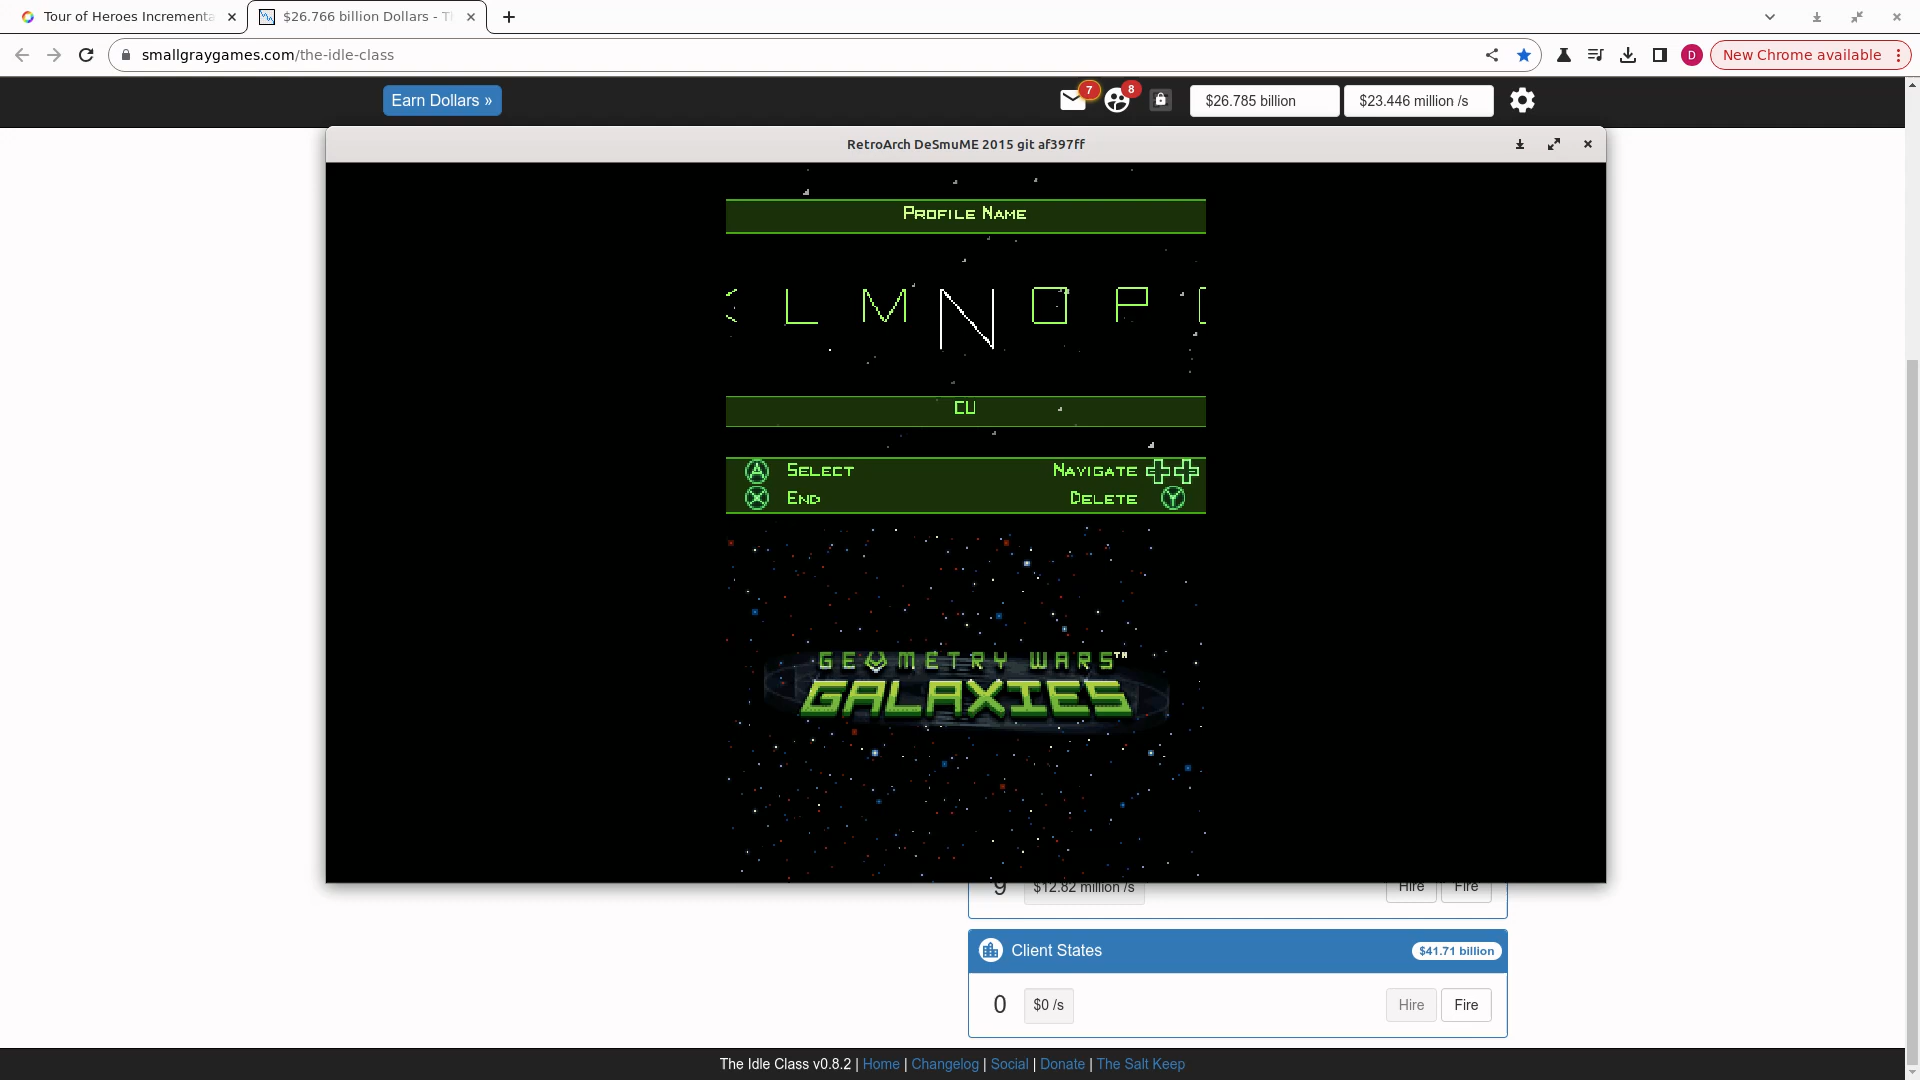 Tour of Heroes Incrementa
$26.766 billion Dollars - Th
smallgraygames.com/the-idle-class
D
New Chrome available
Earn Dollars »
7
8
$26.785 billion
$23.446 million /s
RetroArch DeSmuME 2015 git af397ff
Profile Name
K L M N O P
CU
A Select
Navigate
X End
Delete Y
GEOMETRY WARS™
GALAXIES
9
$12.82 million /s
Hire
Fire
Client States
$41.71 billion
0
$0 /s
Hire
Fire
The Idle Class v0.8.2 | Home | Changelog | Social | Donate | The Salt Keep